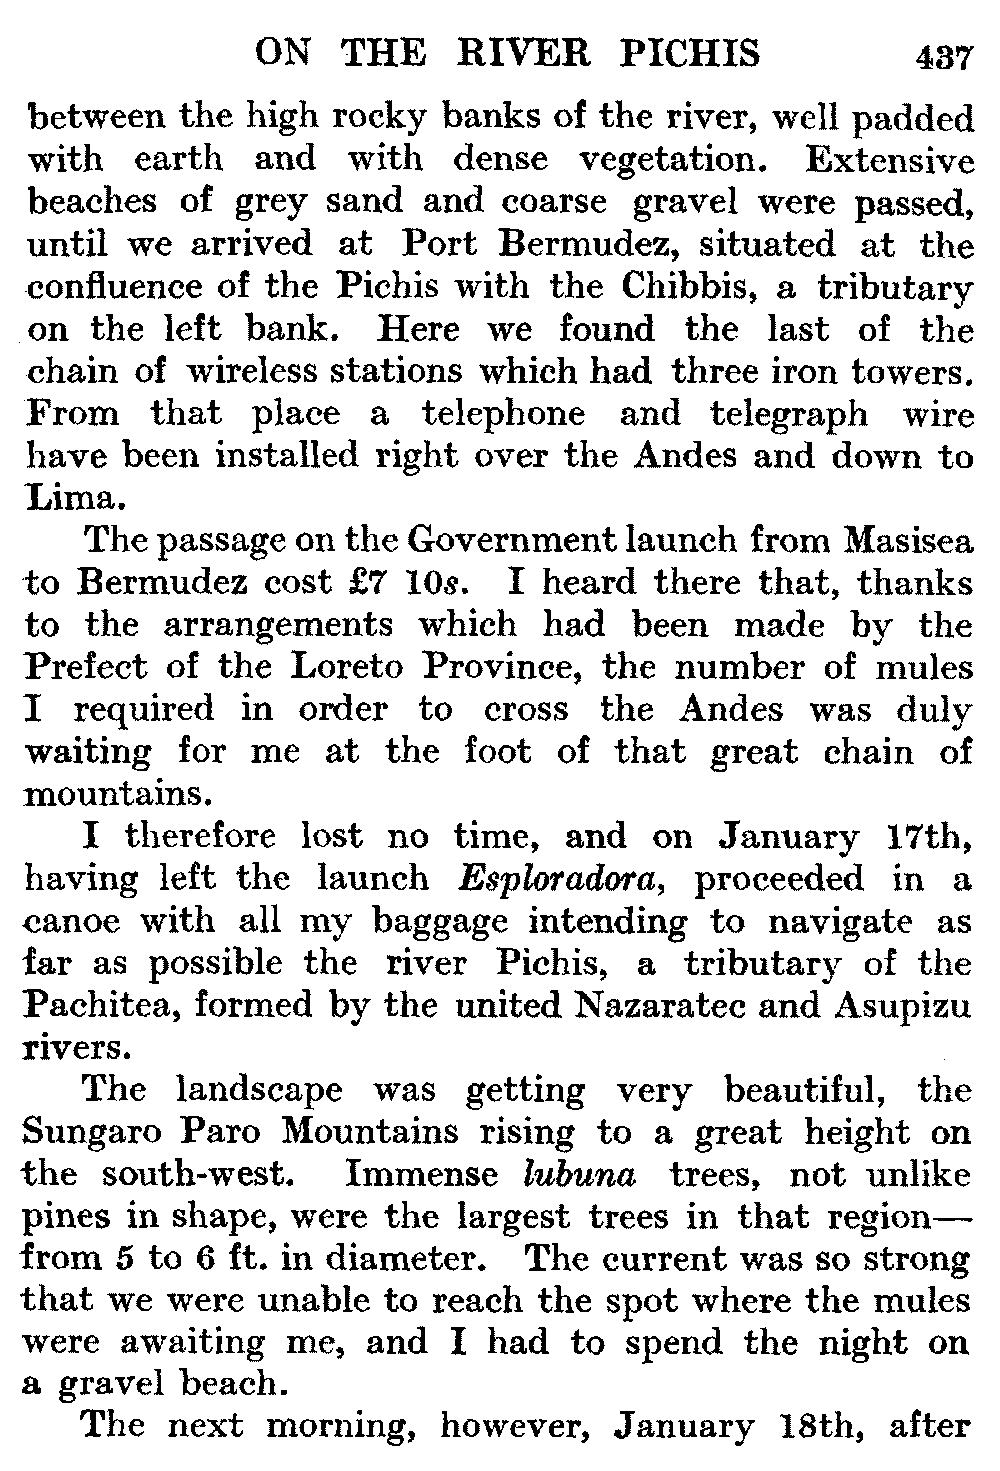 ON THE RIVER PICHIS 437
between the high rocky banks of the river, well padded
with earth and with dense vegetation. Extensive
beaches of grey sand and coarse gravel were passed,
until we arrived at Port Bermudez, situated at the
confluence of the Pichis with the Chibbis, a tributary
on the left bank. Here we found the last of the
chain of wireless stations which had three iron towers.
From that place a telephone and telegraph wire
have been installed right over the Andes and down to
Lima.
The passage on the Government launch from Masisea
to Bermudez cost £7 10s. I heard there that, thanks
to the arrangements which had been made by the
Prefect of the Loreto Province, the number of mules
I required in order to cross the Andes was duly
waiting for me at the foot of that great chain of
mountains.
I therefore lost no time, and on January 17th,
having left the launch Esploradora, proceeded in a
canoe with all my baggage intending to navigate as
far as possible the river Pichis, a tributary of the
Pachitea, formed by the united Nazaratec and Asupizu
rivers.
The landscape was getting very beautiful, the
Sungaro Paro Mountains rising to a great height on
the south-west. Immense lubuna trees, not unlike
pines in shape, were the largest trees in that region—
from 5 to 6 ft. in diameter. The current was so strong
that we were unable to reach the spot where the mules
were awaiting me, and I had to spend the night on
a gravel beach.
The next morning, however, January 18th, after